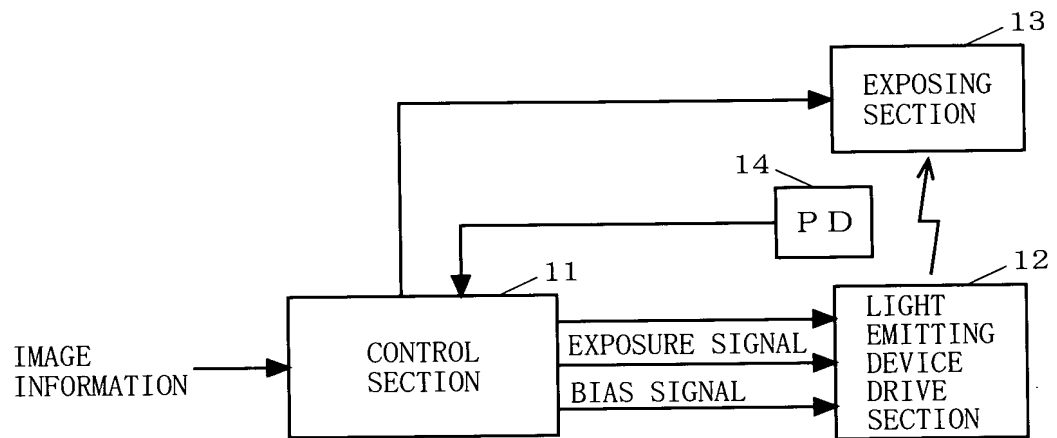 13
EXPOSING
SECTION
14
PD
11
12
IMAGE
INFORMATION
CONTROL
SECTION
EXPOSURE SIGNAL
BIAS SIGNAL
LIGHT
EMITTING
DEVICE
DRIVE
SECTION